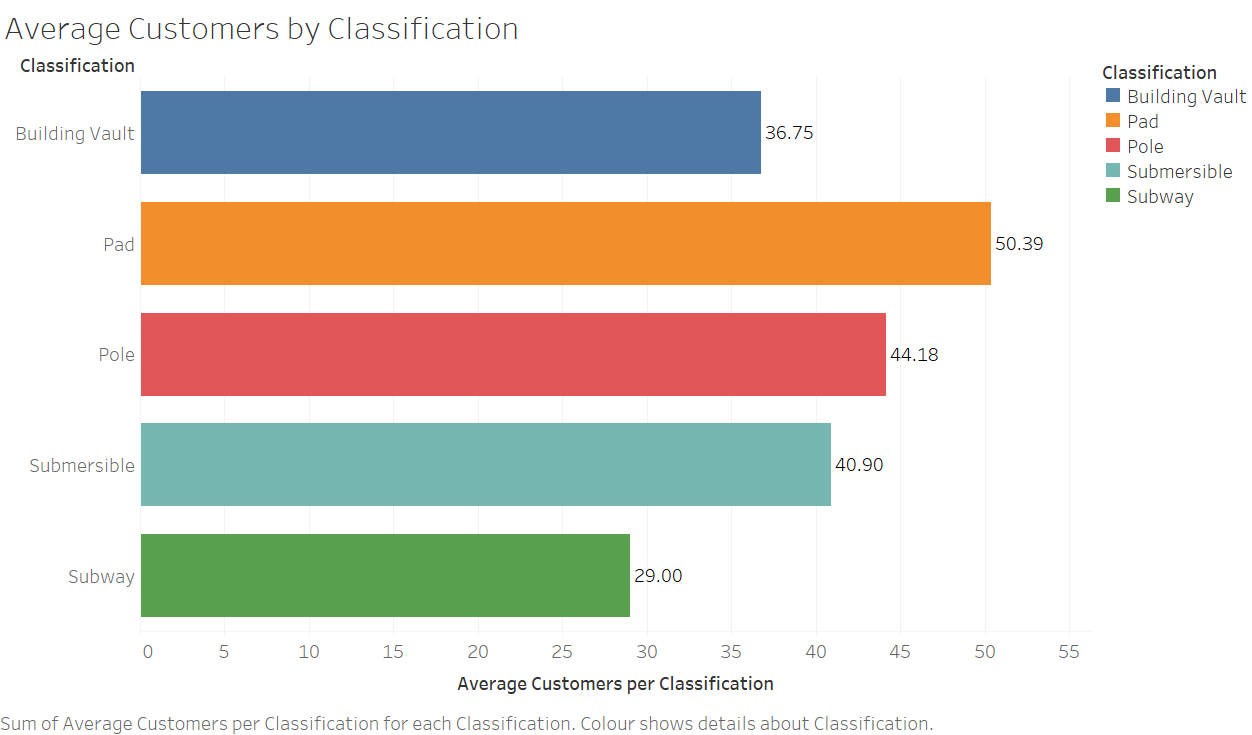 Average Customers by Classification
Classification
Building Vault
36.75
Pad
50.39
Pole
44.18
Submersible
40.90
Subway
29.00
0 5 10 15 20 25 30 35 40 45 50 55
Average Customers per Classification
Classification
Building Vault
Pad
Pole
Submersible
Subway
Sum of Average Customers per Classification for each Classification. Colour shows details about Classification.